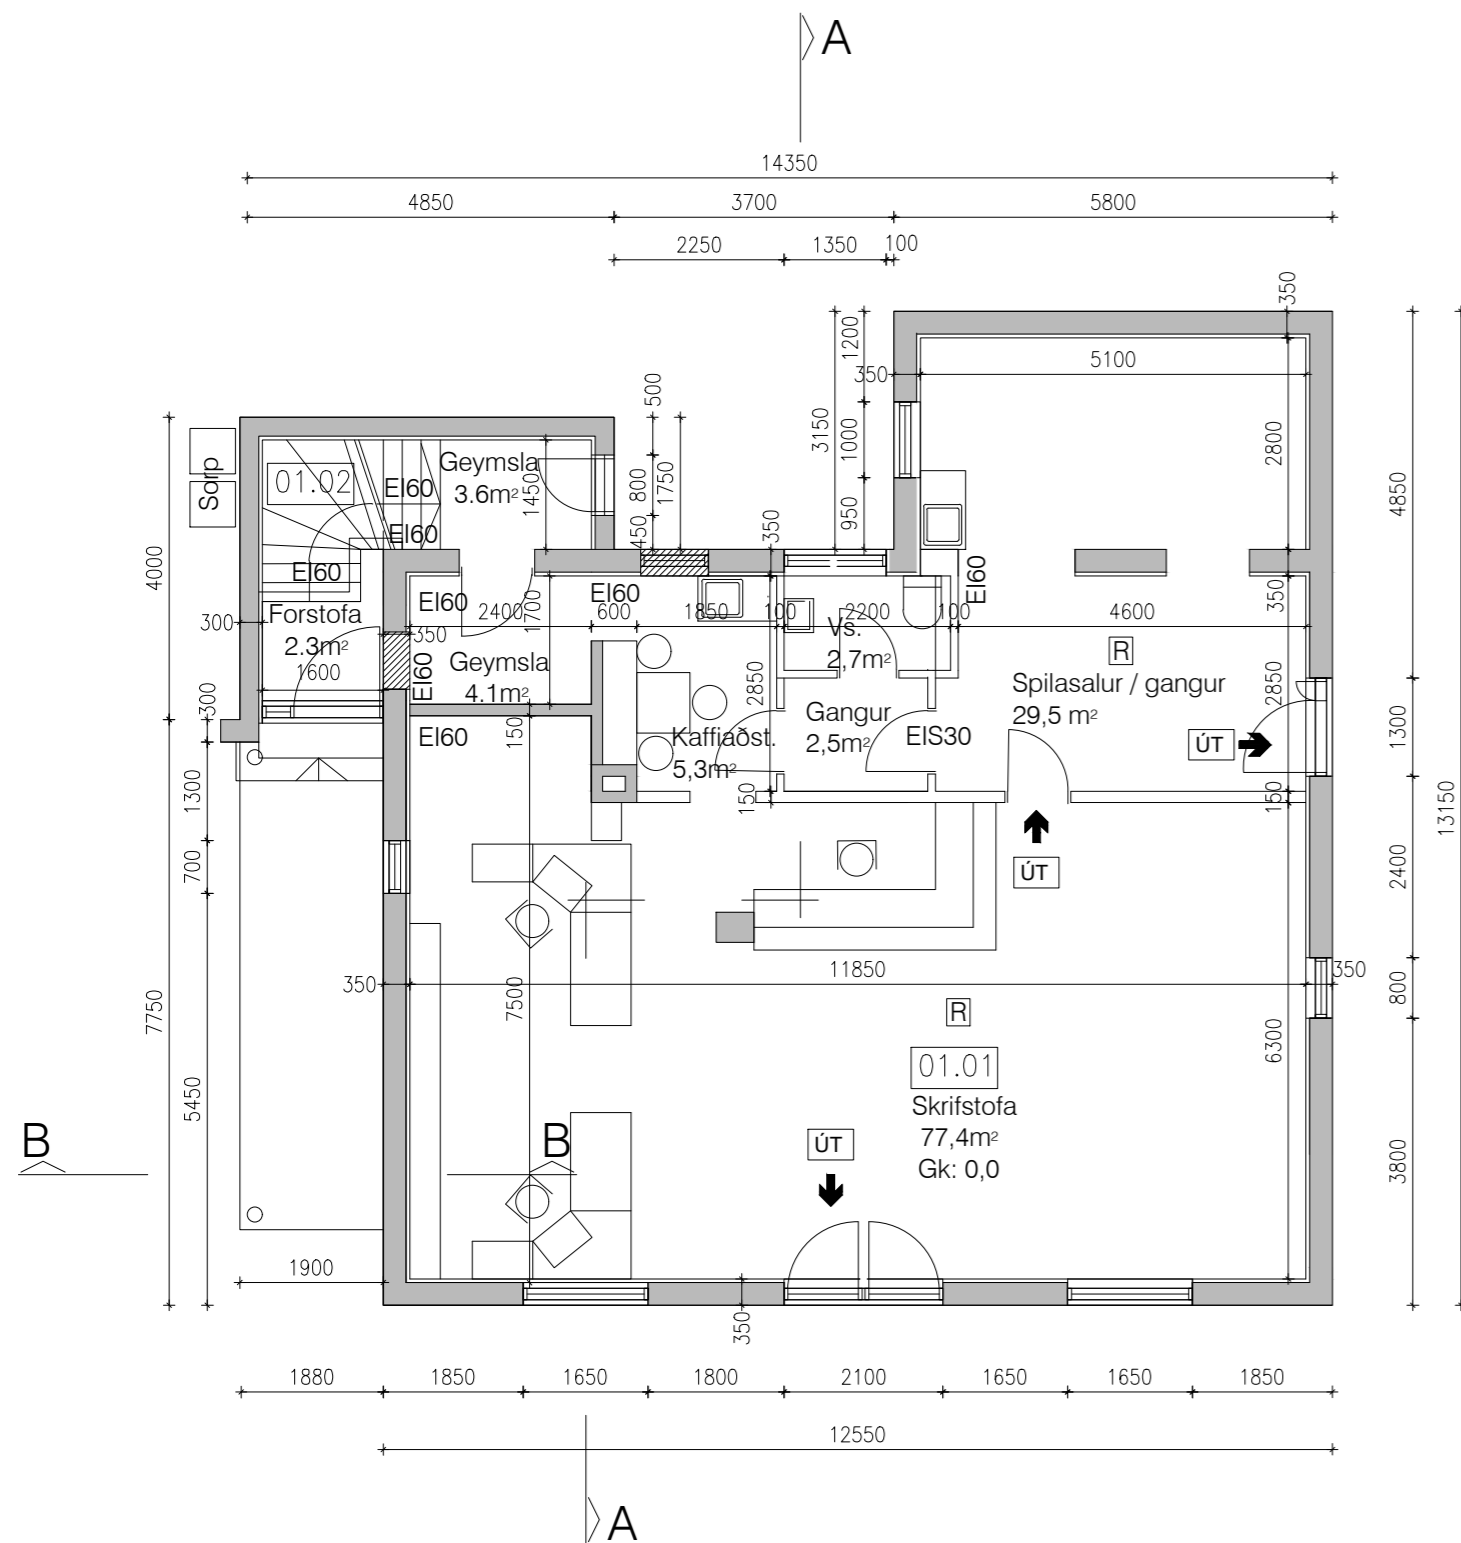 A
14350
4850
3700
5800
2250
1350
100
350
1200
5100
350
500
3150
1000
2800
4850
Sorp
01.02
EI60
Geymsla
3.6m²
1450
800
1750
950
450
350
EI60
4000
EI60
EI60
EI60
EI60
350
Forstofa
2.3m²
300
350
2400
1700
600
1850
100
2200
100
4600
Vs.
2,7m²
R
1600
EI60
Geymsla
4.1m²
2850
Spilasalur / gangur
29,5 m²
2850
300
EI60
150
Kaffiaðst.
5,3m²
Gangur
2,5m²
EIS30
ÚT
1300
1300
150
150
13150
700
ÚT
2400
350
11850
350
7500
800
7750
R
6300
01.01
Skrifstofa
77,4m²
Gk: 0,0
5450
B
B
ÚT
3800
1900
350
1880
1850
1650
1800
2100
1650
1650
1850
12550
A